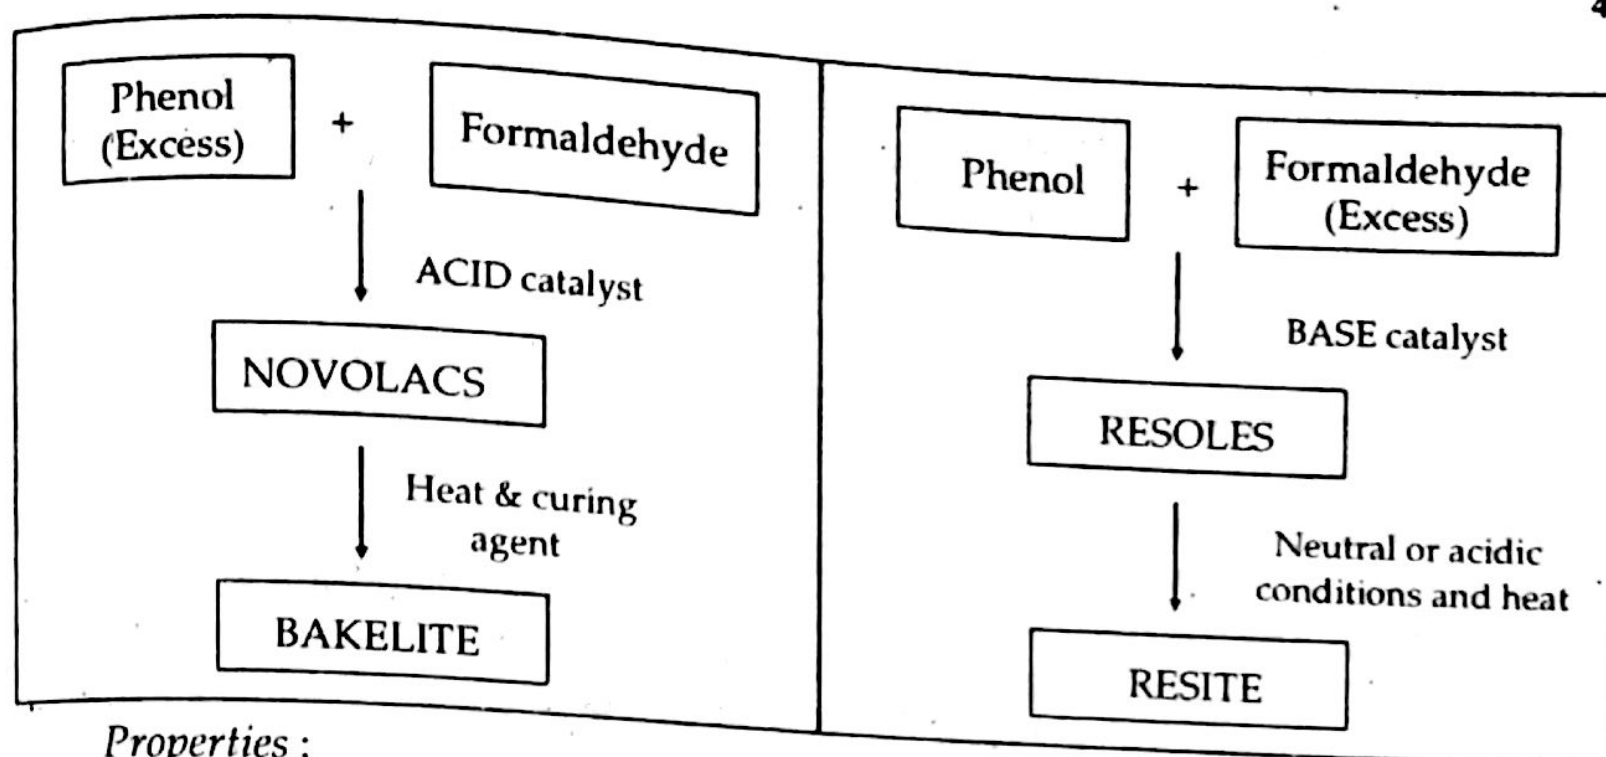 Phenol
(Excess)
+
Formaldehyde
ACID catalyst
NOVOLACS
Heat & curing
agent
BAKELITE
Phenol
+
Formaldehyde
(Excess)
BASE catalyst
RESOLES
Neutral or acidic
conditions and heat
RESITE
Properties :